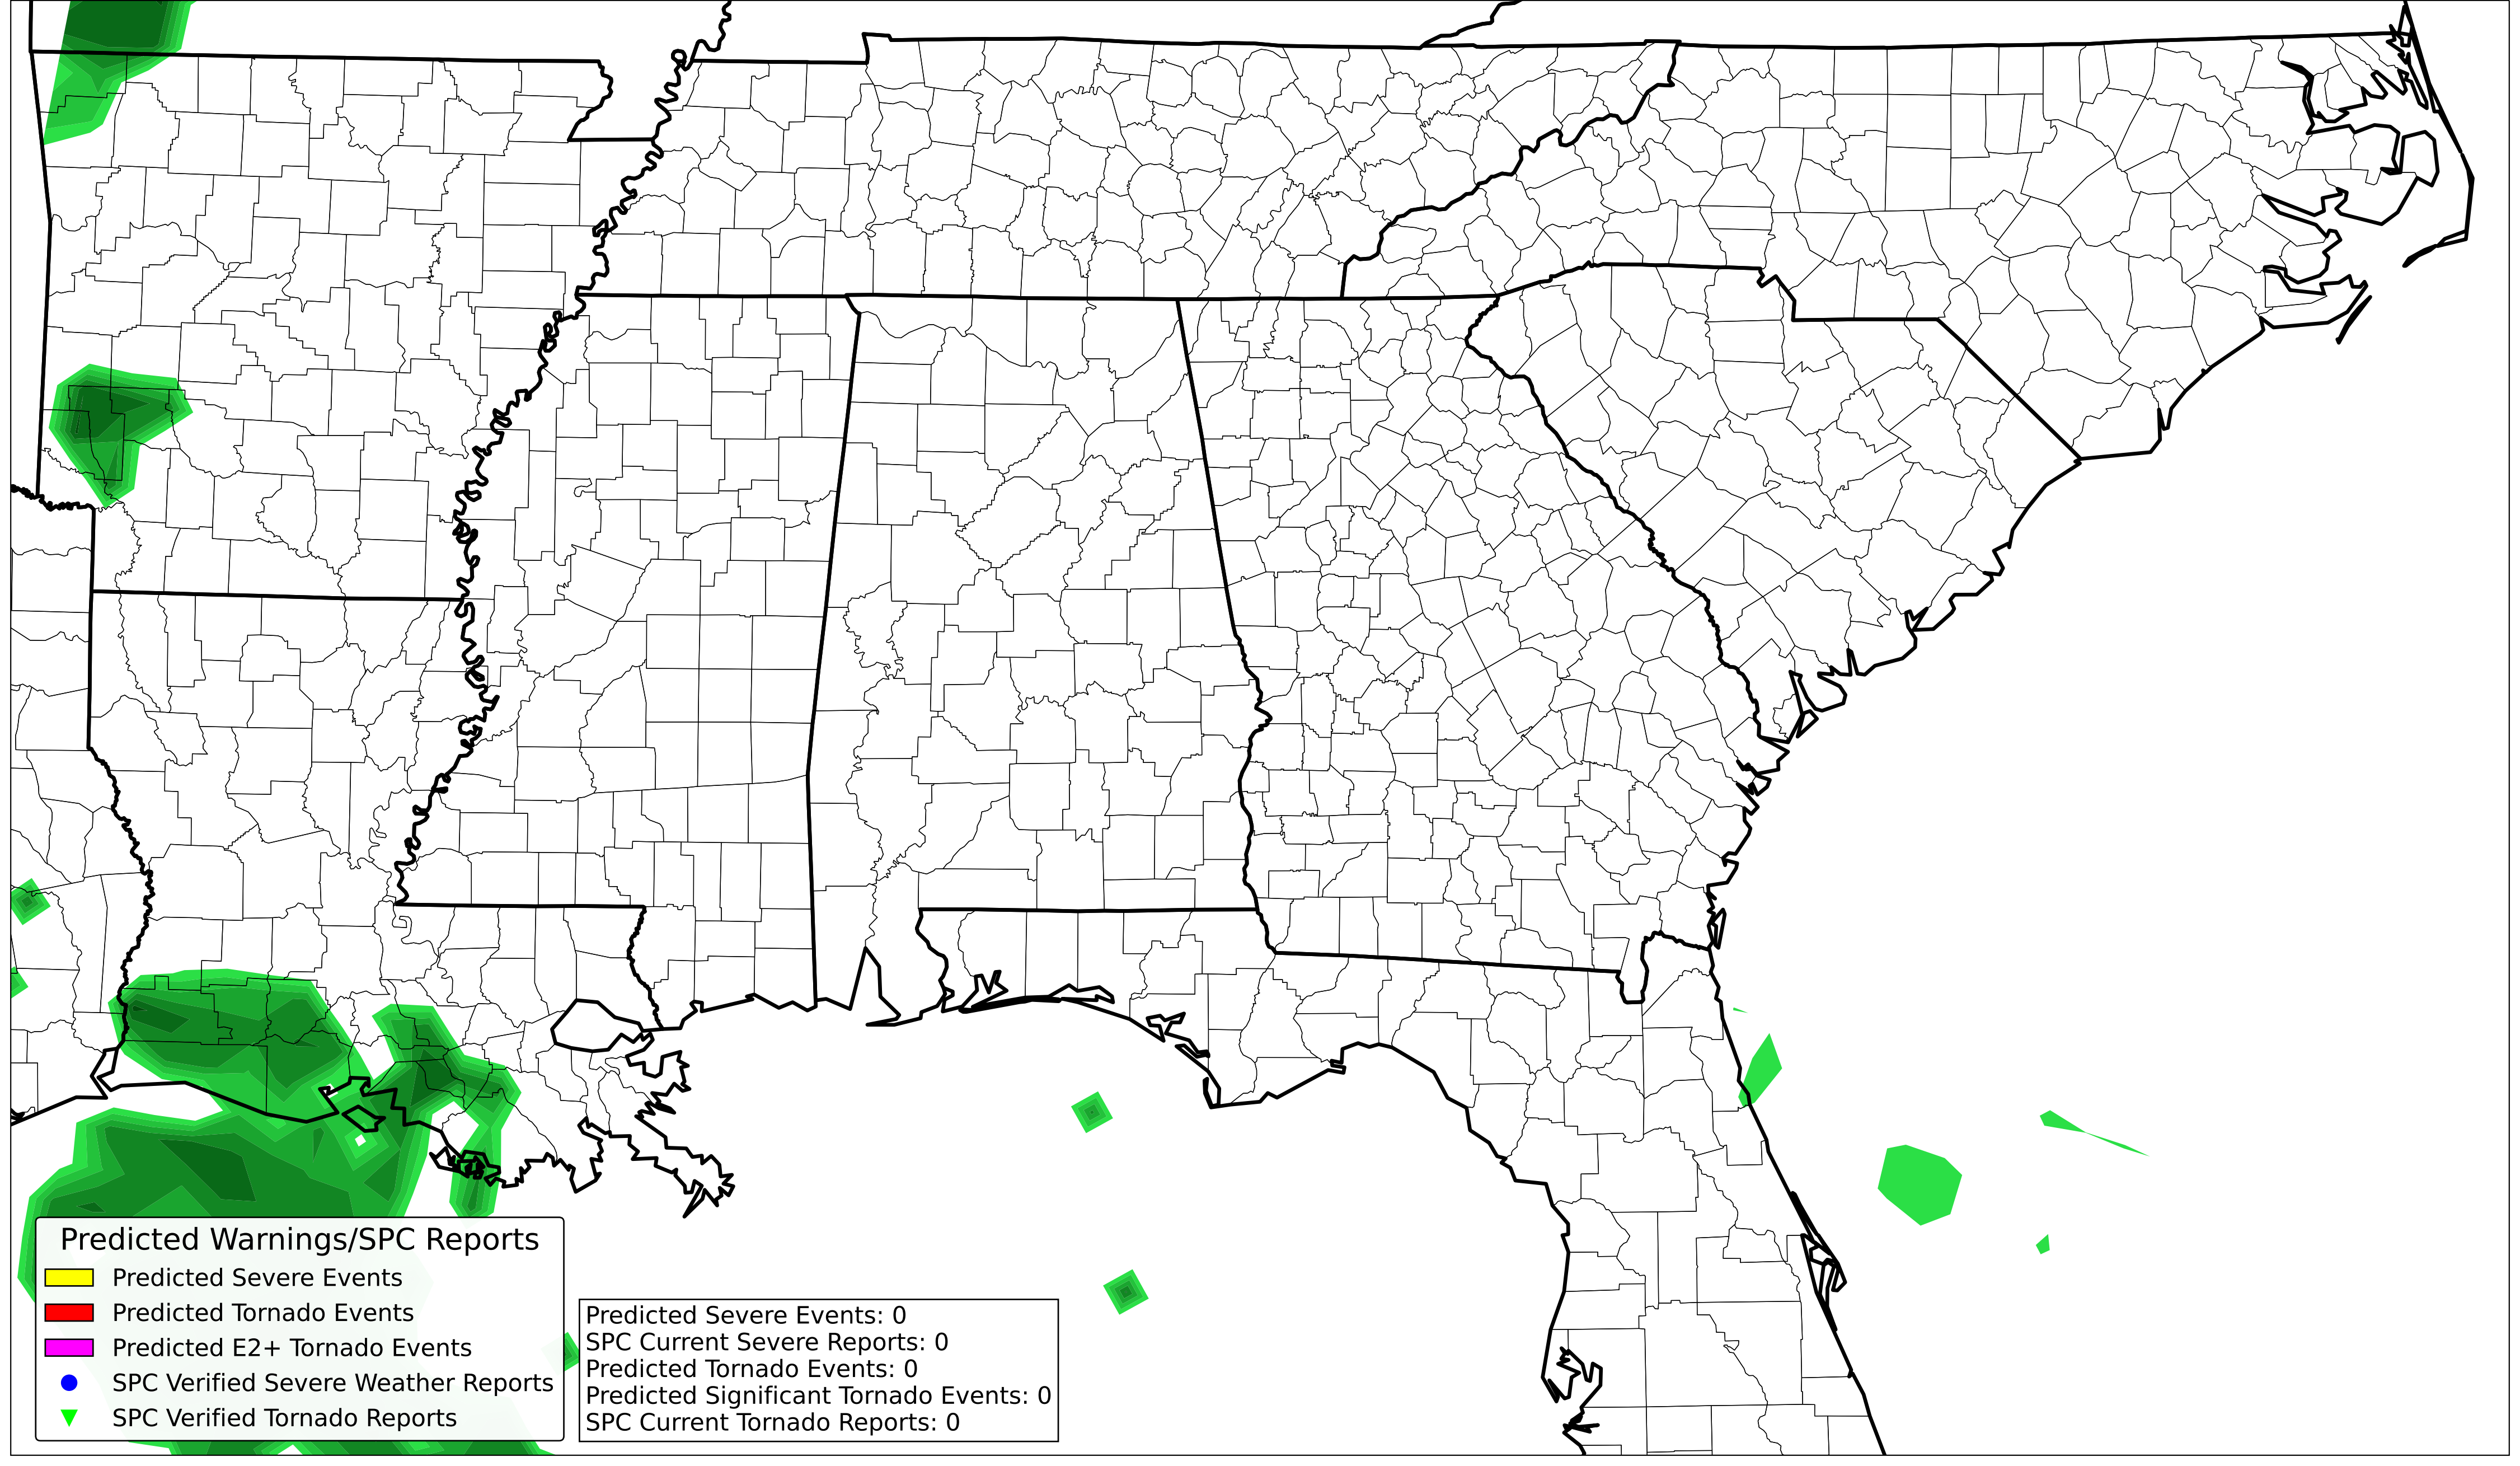 Predicted Warnings/SPC Reports
Predicted Severe Events
Predicted Tornado Events
Predicted E2+ Tornado Events
SPC Verified Severe Weather Reports
SPC Verified Tornado Reports
Predicted Severe Events: 0
SPC Current Severe Reports: 0
Predicted Tornado Events: 0
Predicted Significant Tornado Events: 0
SPC Current Tornado Reports: 0